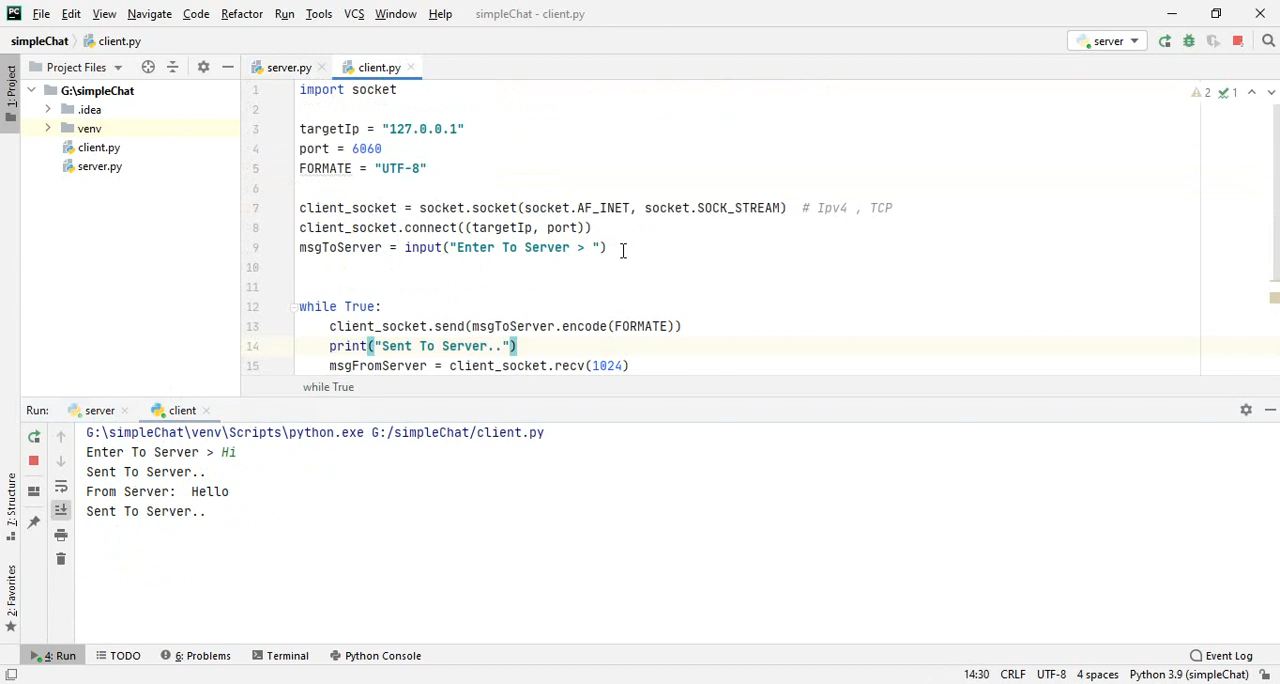 PC File Edit View Navigate Code Refactor Run Tools VCS Window Help simpleChat - client.py
simpleChat client.py server
1: Project
Project Files server.py client.py
G:\simpleChat
.idea
venv
client.py
server.py
1 import socket
2
3 targetIp = "127.0.0.1"
4 port = 6060
5 FORMATE = "UTF-8"
6
7 client_socket = socket.socket(socket.AF_INET, socket.SOCK_STREAM) # Ipv4 , TCP
8 client_socket.connect((targetIp, port))
9 msgToServer = input("Enter To Server > ")
10
11
12 while True:
13 client_socket.send(msgToServer.encode(FORMATE))
14 print("Sent To Server..")
15 msgFromServer = client_socket.recv(1024)
2 1
while True
Run: server client
G:\simpleChat\venv\Scripts\python.exe G:/simpleChat/client.py
Enter To Server > Hi
Sent To Server..
From Server: Hello
Sent To Server..
Z: Structure
2: Favorites
4: Run TODO 6: Problems Terminal Python Console Event Log
14:30 CRLF UTF-8 4 spaces Python 3.9 (simpleChat)